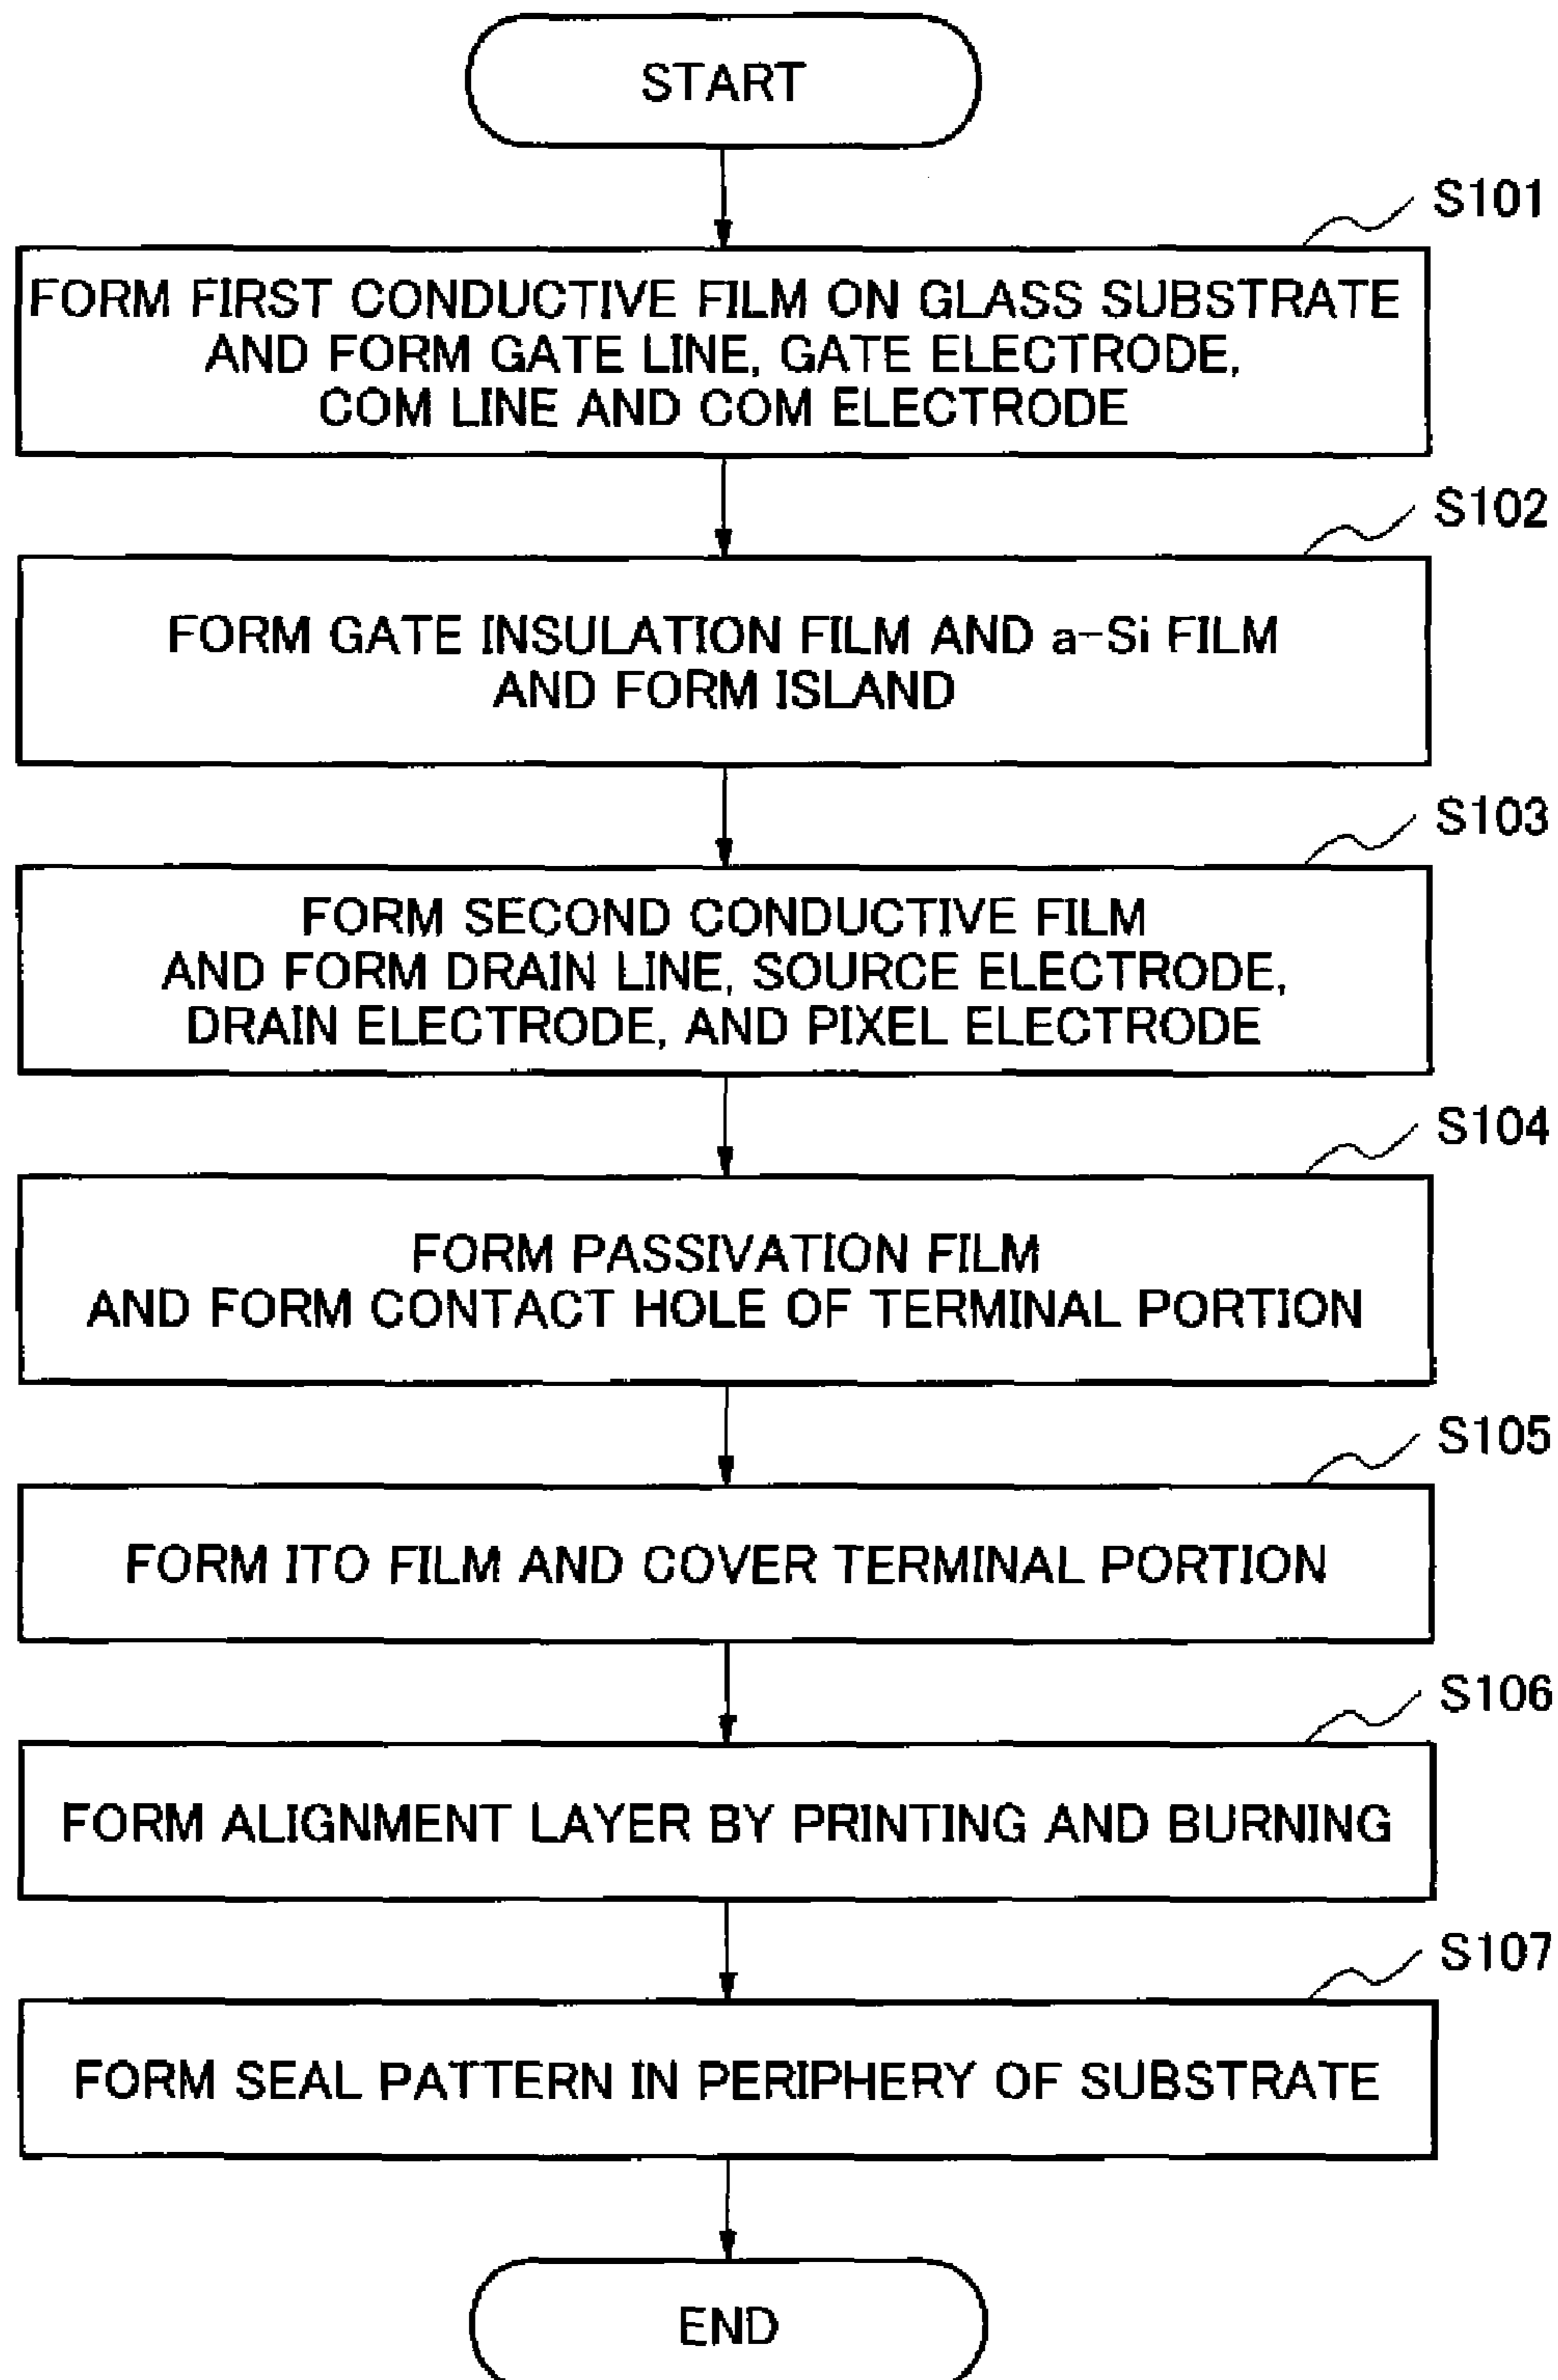 START
S101
FORM FIRST CONDUCTIVE FILM ON GLASS SUBSTRATE
AND FORM GATE LINE, GATE ELECTRODE,
COM LINE AND COM ELECTRODE
S102
FORM GATE INSULATION FILM AND a-Si FILM
AND FORM ISLAND
S103
FORM SECOND CONDUCTIVE FILM
AND FORM DRAIN LINE, SOURCE ELECTRODE,
DRAIN ELECTRODE, AND PIXEL ELECTRODE
S104
FORM PASSIVATION FILM
AND FORM CONTACT HOLE OF TERMINAL PORTION
S105
FORM ITO FILM AND COVER TERMINAL PORTION
S106
FORM ALIGNMENT LAYER BY PRINTING AND BURNING
S107
FORM SEAL PATTERN IN PERIPHERY OF SUBSTRATE
END